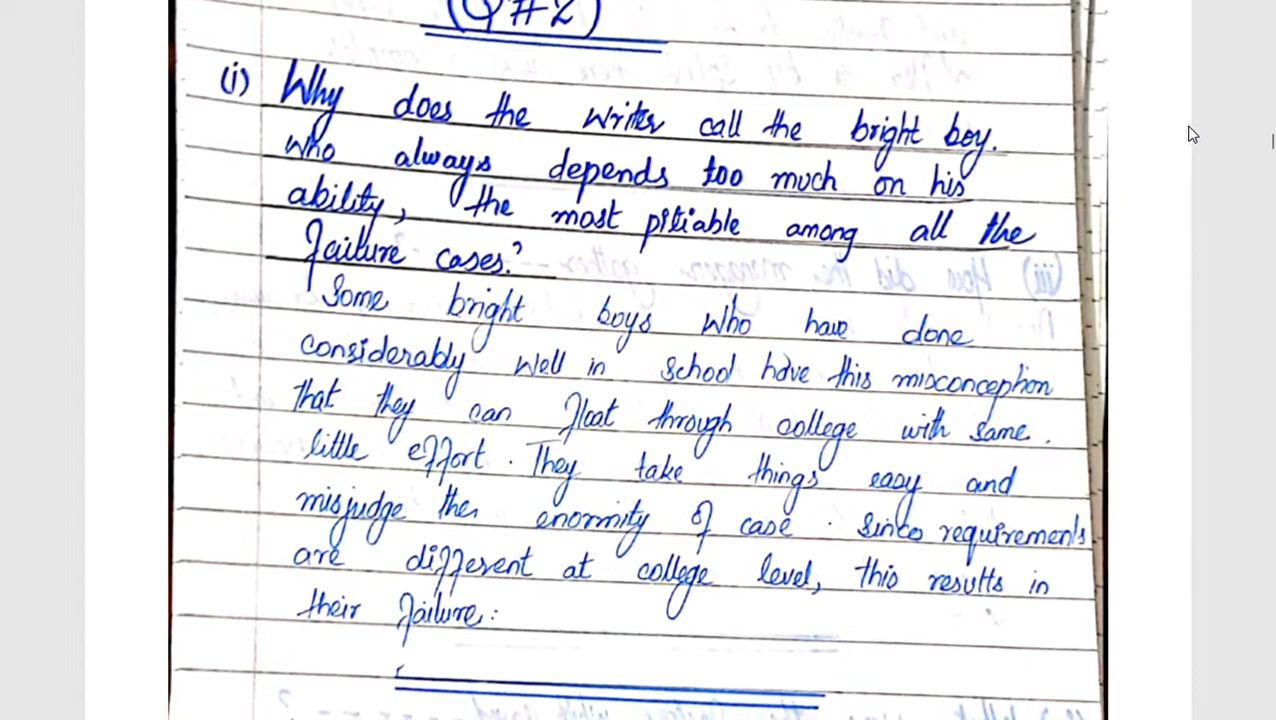 (Q#2)
(i) Why does the writer call the bright boy.
who always depends too much on his
ability, the most pitiable among all the
failure cases?
Some bright boys who have done
considerably well in school have this misconception
that they can float through college with same.
little effort. They take things easy and
misjudge the enormity of case. Since requirements
are different at college level, this results in
their failure: